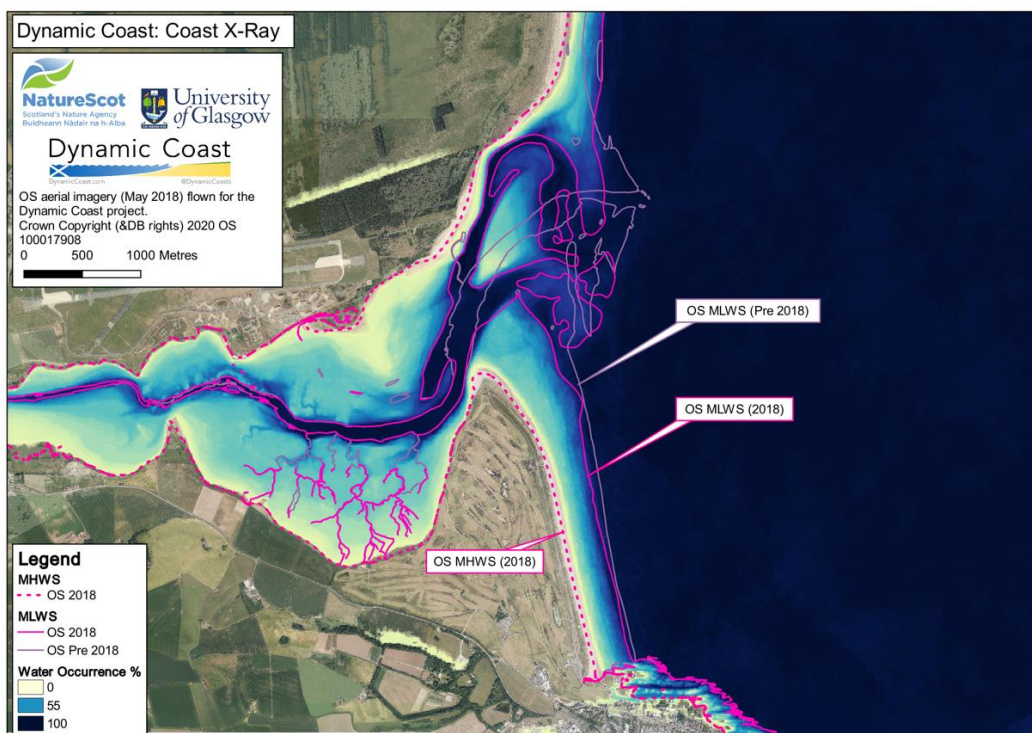 Dynamic Coast: Coast X-Ray
NatureScot
Scotland's Nature Agency
Buidheann Nàdair na h-Alba
University
of Glasgow
Dynamic Coast
DynamicCoast.com
@DynamicCoasts
OS aerial imagery (May 2018) flown for the
Dynamic Coast project.
Crown Copyright (&DB rights) 2020 OS
100017908
0 500 1000 Metres
OS MLWS (Pre 2018)
OS MLWS (2018)
OS MHWS (2018)
Legend
MHWS
OS 2018
MLWS
OS 2018
OS Pre 2018
Water Occurrence %
0
55
100